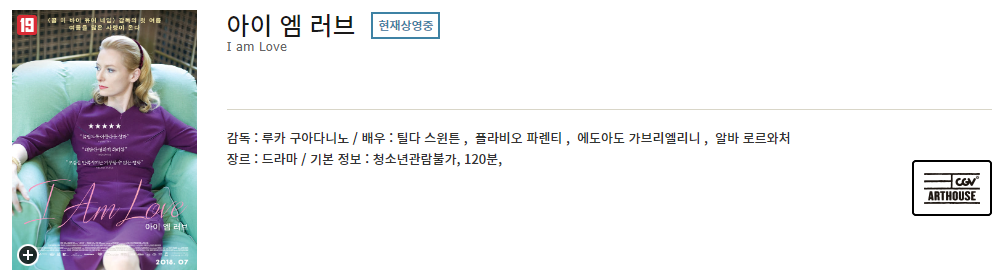 19
〈콜 미 바이 유어 네임〉 감독의 첫 여름
여름을 닮은 사랑이 온다
★★★★★
I Am Love
아이 엠 러브
2018. 07
아이 엠 러브 현재상영중
I am Love
감독 : 루카 구아다니노 / 배우 : 틸다 스윈튼 , 플라비오 파렌티 , 에도아도 가브리엘리니 , 알바 로르와처
장르 : 드라마 / 기본 정보 : 청소년관람불가, 120분,
CGV
ARTHOUSE